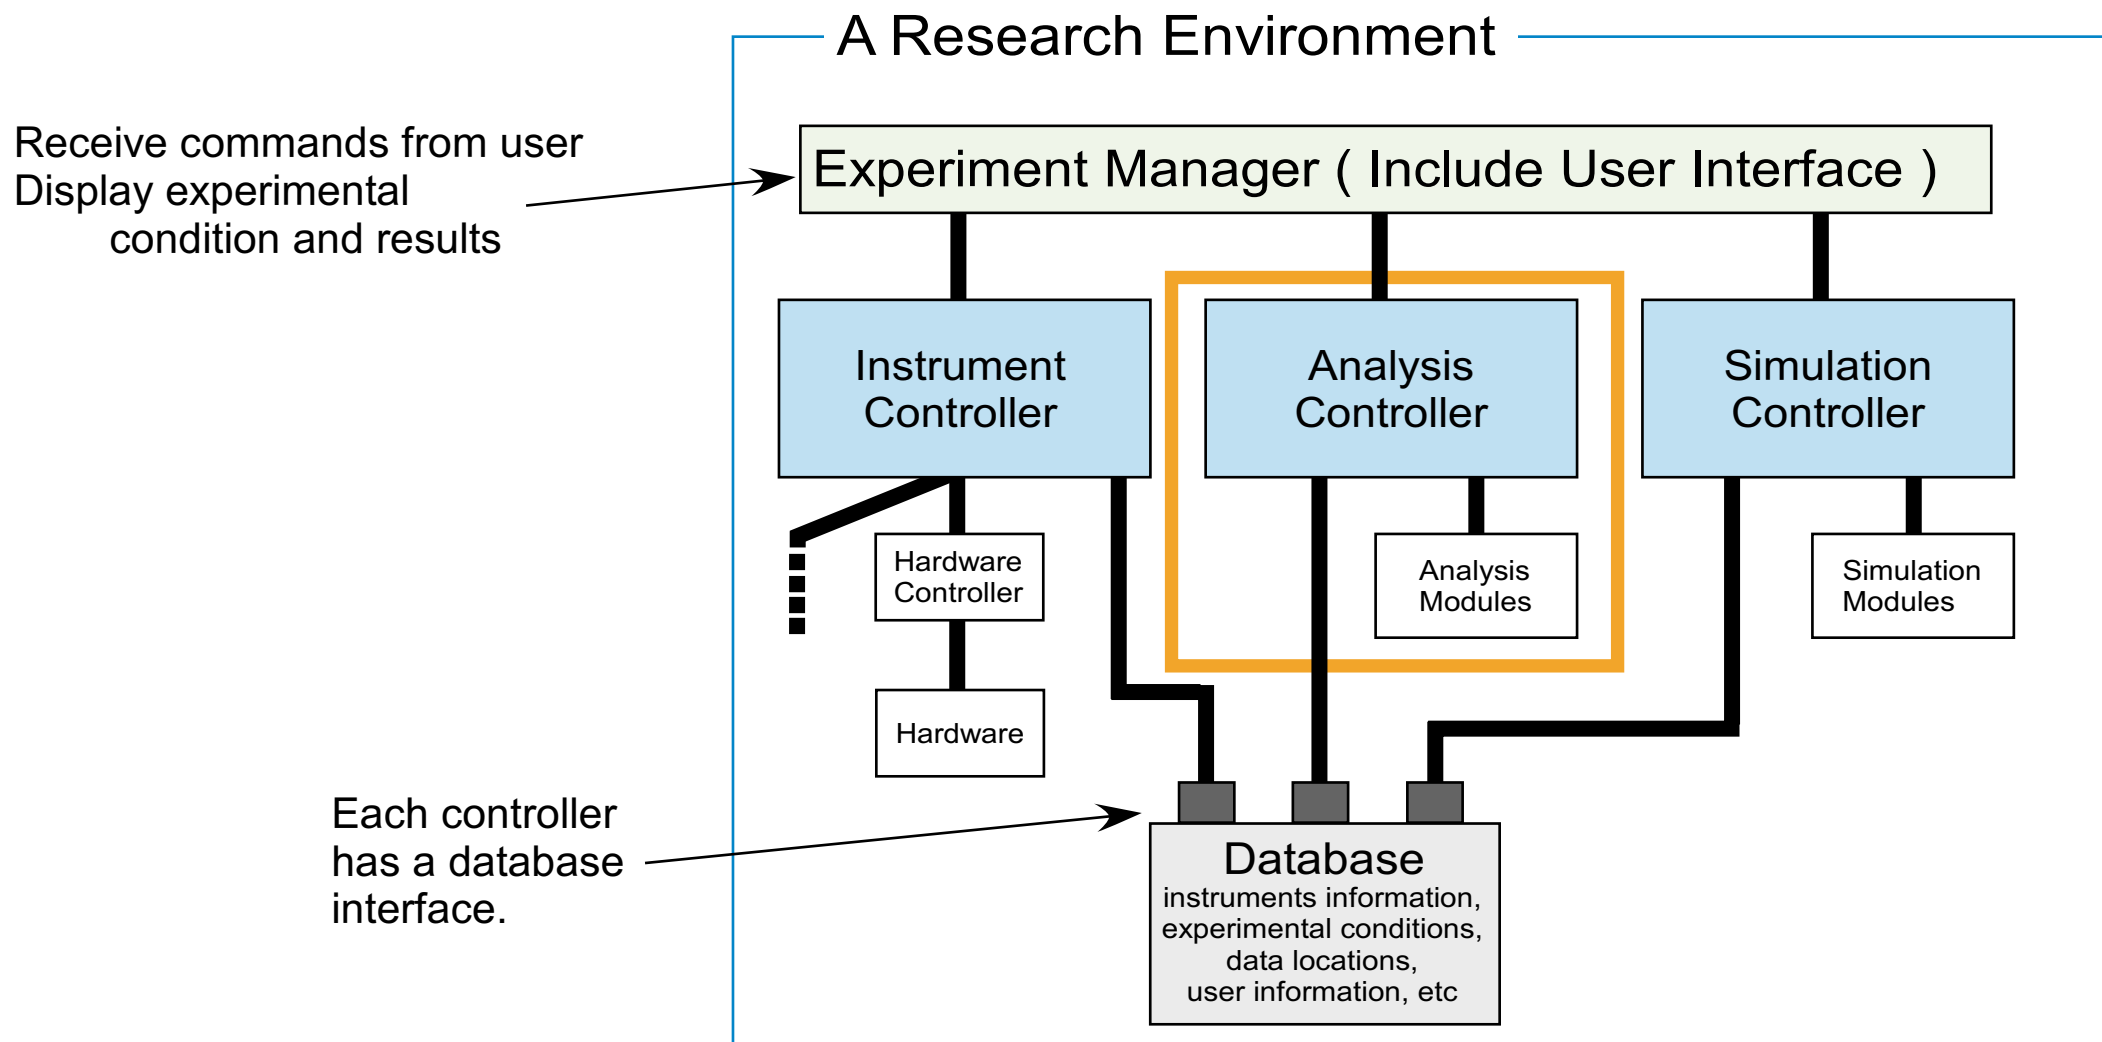 A Research Environment
Receive commands from user
Display experimental
condition and results
Experiment Manager ( Include User Interface )
Instrument
Controller
Analysis
Controller
Simulation
Controller
Hardware
Controller
Analysis
Modules
Simulation
Modules
Hardware
Each controller
has a database
interface.
Database
instruments information,
experimental conditions,
data locations,
user information, etc